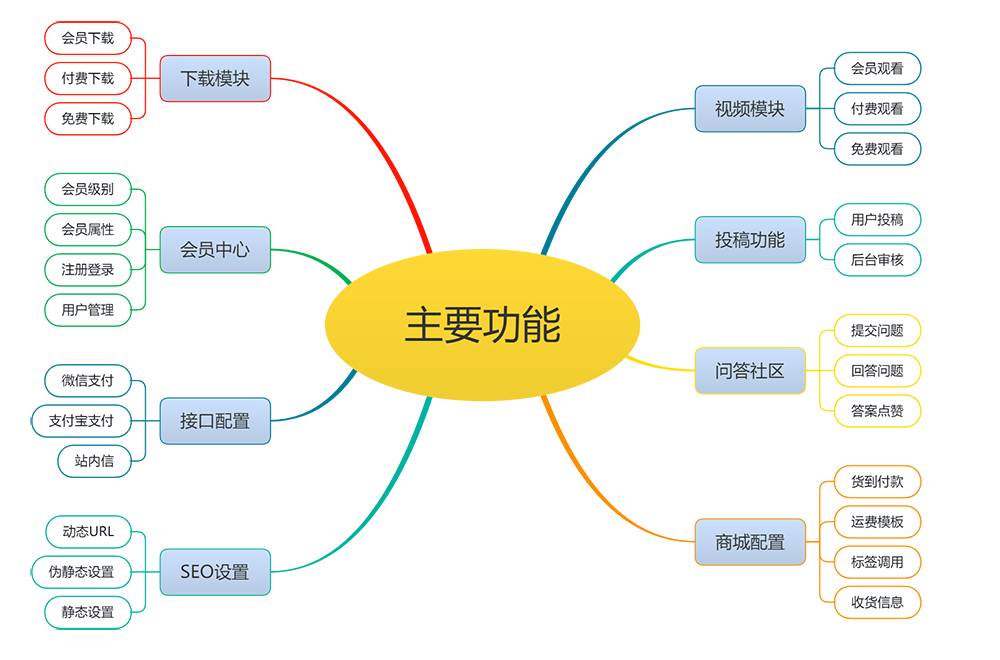 主要功能
下载模块
会员下载
付费下载
免费下载
会员中心
会员级别
会员属性
注册登录
用户管理
接口配置
微信支付
支付宝支付
站内信
SEO设置
动态URL
伪静态设置
静态设置
视频模块
会员观看
付费观看
免费观看
投稿功能
用户投稿
后台审核
问答社区
提交问题
回答问题
答案点赞
商城配置
货到付款
运费模板
标签调用
收货信息